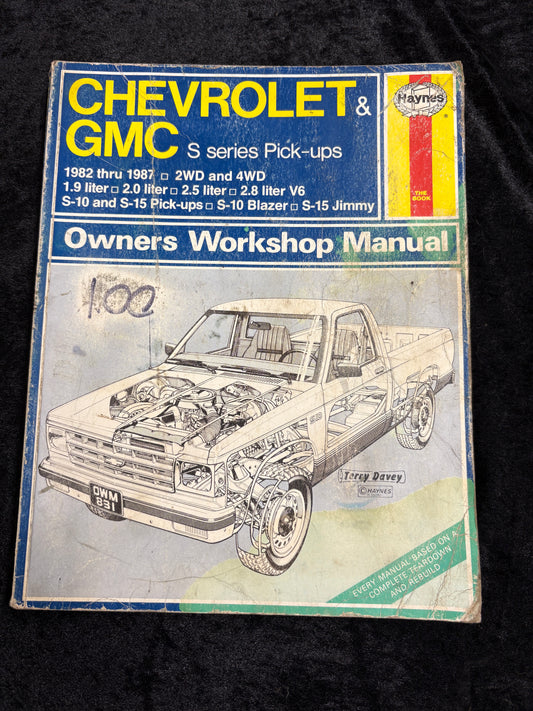 CHEVROLET &
GMC S series Pick-ups
1982 thru 1987 □ 2WD and 4WD
1.9 liter □ 2.0 liter □ 2.5 liter □ 2.8 liter V6
S-10 and S-15 Pick-ups □ S-10 Blazer □ S-15 Jimmy
Haynes
®
THE
BOOK
Owners Workshop Manual
1.00
Terry Davey
© HAYNES
OWM
831
EVERY MANUAL BASED ON A
COMPLETE TEARDOWN
AND REBUILD